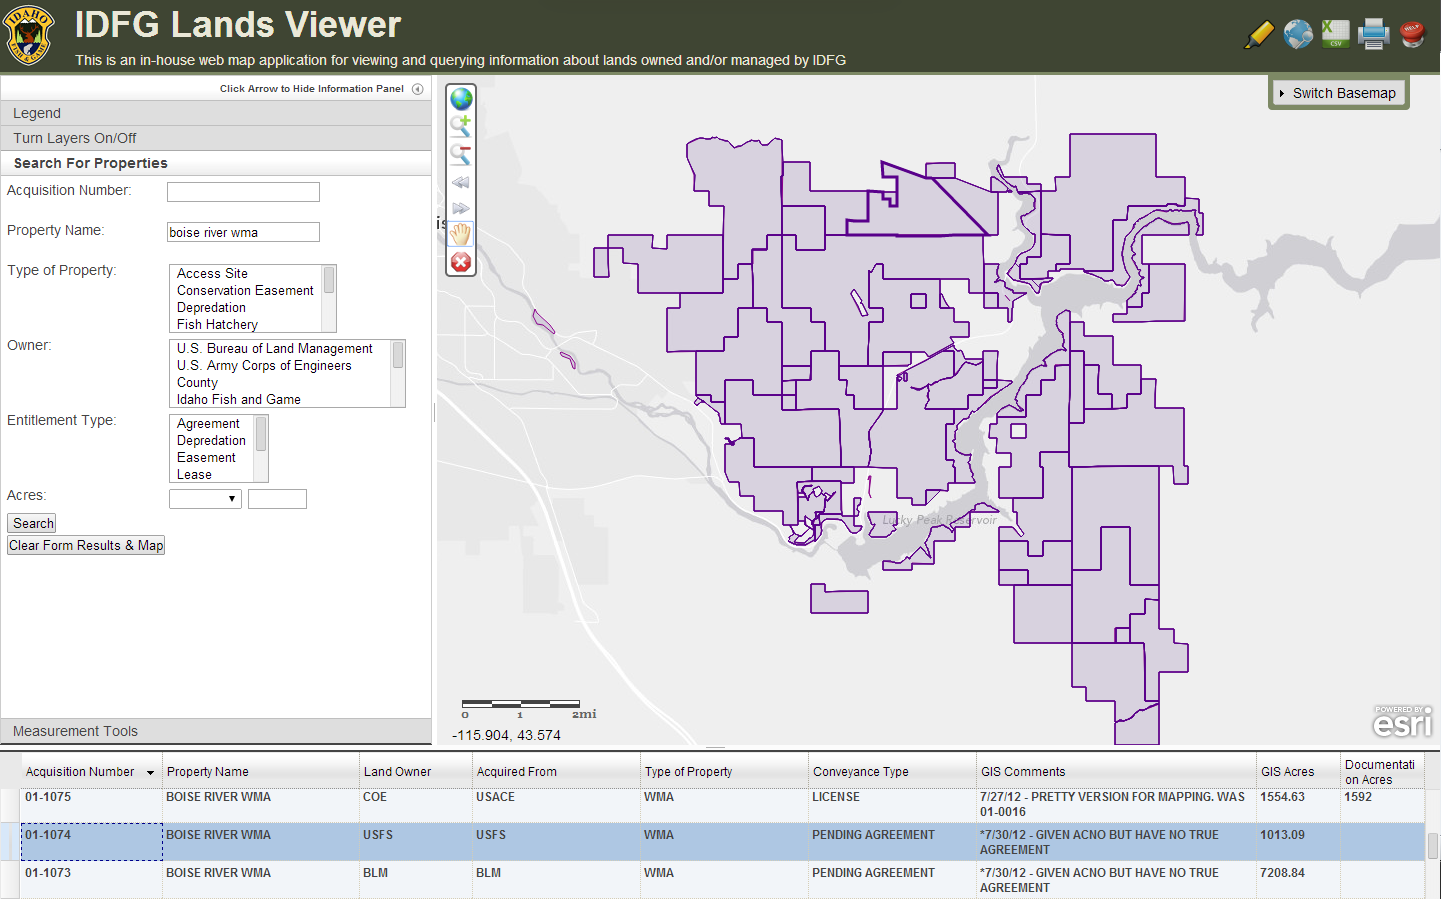 IDAHO
FISH & GAME
IDFG Lands Viewer
This is an in-house web map application for viewing and querying information about lands owned and/or managed by IDFG
CSV
HELP
Click Arrow to Hide Information Panel
Legend
Turn Layers On/Off
Search For Properties
Acquisition Number:
Property Name:
boise river wma
Type of Property:
Access Site
Conservation Easement
Depredation
Fish Hatchery
Owner:
U.S. Bureau of Land Management
U.S. Army Corps of Engineers
County
Idaho Fish and Game
Entitlement Type:
Agreement
Depredation
Easement
Lease
Acres:
Search
Clear Form Results & Map
Measurement Tools
Switch Basemap
Lucky Peak Reservoir
0 1 2mi
-115.904, 43.574
POWERED BY
esri
Acquisition Number Property Name Land Owner Acquired From Type of Property Conveyance Type GIS Comments GIS Acres Documentati
on Acres
01-1075 BOISE RIVER WMA COE USACE WMA LICENSE 7/27/12 - PRETTY VERSION FOR MAPPING. WAS 1554.63 1592
01-0016
01-1074 BOISE RIVER WMA USFS USFS WMA PENDING AGREEMENT *7/30/12 - GIVEN ACNO BUT HAVE NO TRUE 1013.09
AGREEMENT
01-1073 BOISE RIVER WMA BLM BLM WMA PENDING AGREEMENT *7/30/12 - GIVEN ACNO BUT HAVE NO TRUE 7208.84
AGREEMENT